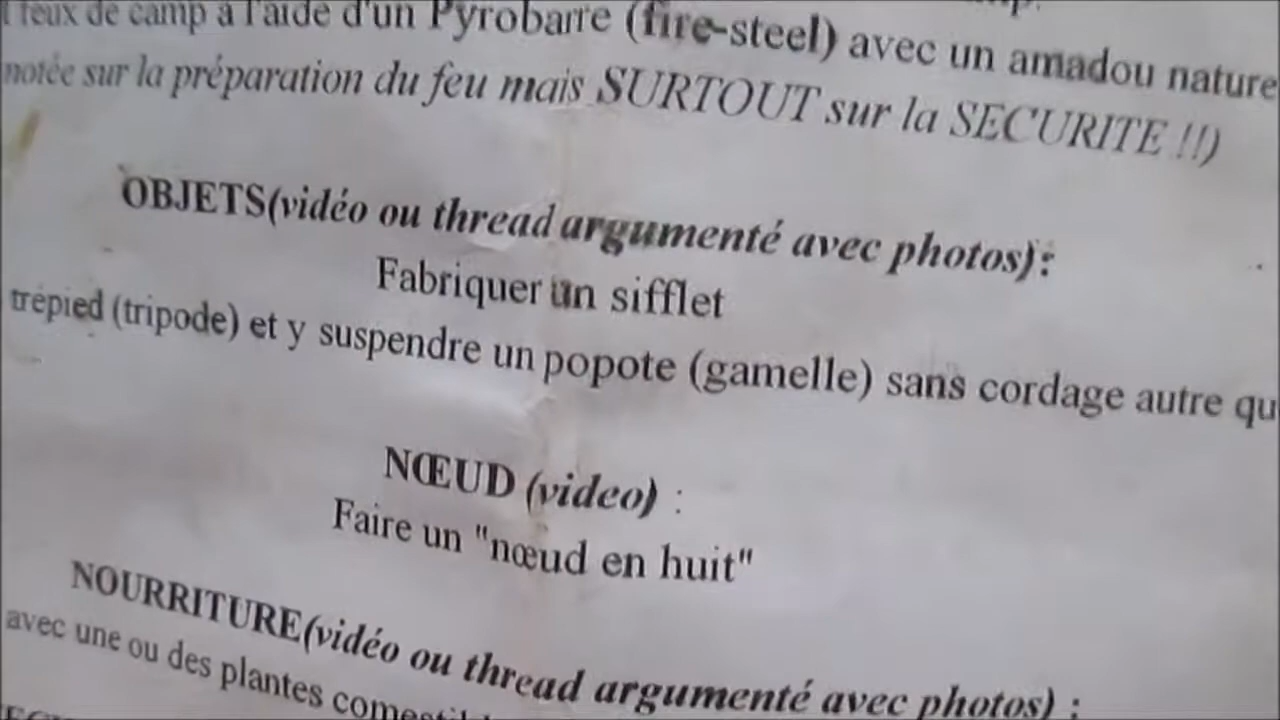 feux de camp à l'aide d'un Pyrobarre (fire-steel) avec un amadou nature
notée sur la préparation du feu mais SURTOUT sur la SECURITE !!)
OBJETS(vidéo ou thread argumenté avec photos):
Fabriquer un sifflet
trépied (tripode) et y suspendre un popote (gamelle) sans cordage autre qu
NŒUD (video) :
Faire un "nœud en huit"
NOURRITURE(vidéo ou thread argumenté avec photos) :
avec une ou des plantes